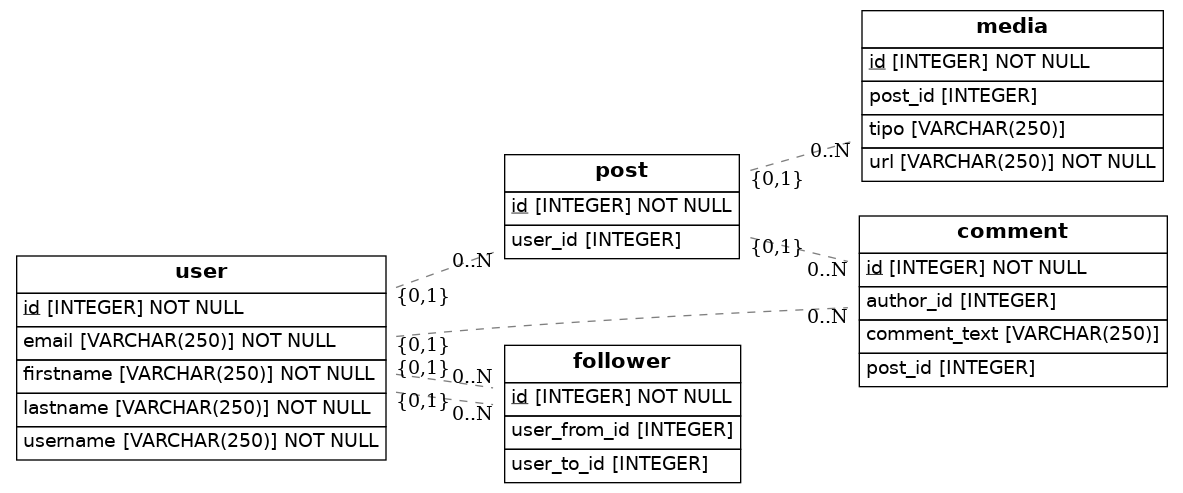 media
id [INTEGER] NOT NULL
post_id [INTEGER]
tipo [VARCHAR(250)]
url [VARCHAR(250)] NOT NULL
0..N
{0,1}
post
id [INTEGER] NOT NULL
user_id [INTEGER]
{0,1}
0..N
comment
id [INTEGER] NOT NULL
author_id [INTEGER]
comment_text [VARCHAR(250)]
post_id [INTEGER]
0..N
0..N
{0,1}
user
id [INTEGER] NOT NULL
email [VARCHAR(250)] NOT NULL
firstname [VARCHAR(250)] NOT NULL
lastname [VARCHAR(250)] NOT NULL
username [VARCHAR(250)] NOT NULL
{0,1}
{0,1}
0..N
{0,1}
0..N
follower
id [INTEGER] NOT NULL
user_from_id [INTEGER]
user_to_id [INTEGER]